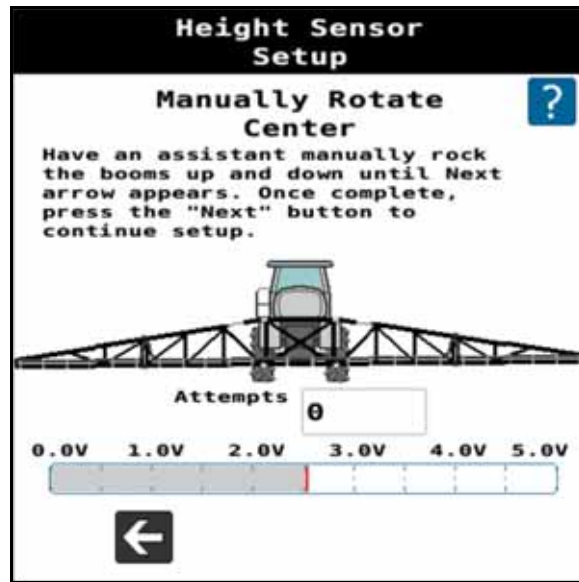 Height Sensor
Setup
Manually Rotate
Center
?
Have an assistant manually rock
the booms up and down until Next
arrow appears. Once complete,
press the "Next" button to
continue setup.
Attempts
0
0.0V 1.0V 2.0V 3.0V 4.0V 5.0V